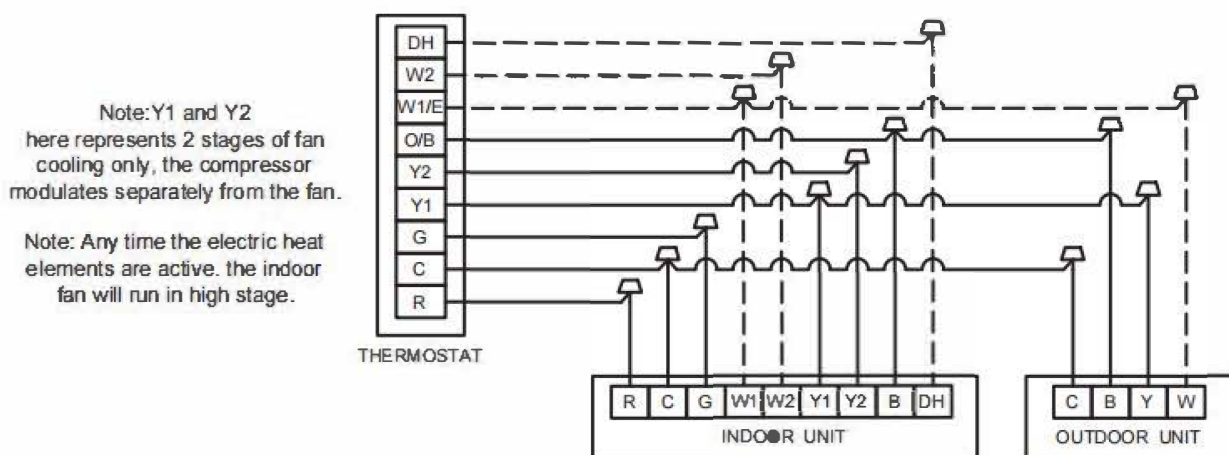 Note:Y1 and Y2
here represents 2 stages of fan
cooling only, the compressor
modulates separately from the fan.
Note: Any time the electric heat
elements are active. the indoor
fan will run in high stage.
DH
W2
W1/E
O/B
Y2
Y1
G
C
R
THERMOSTAT
R C G W1 W2 Y1 Y2 B DH
INDOOR UNIT
C B Y W
OUTDOOR UNIT